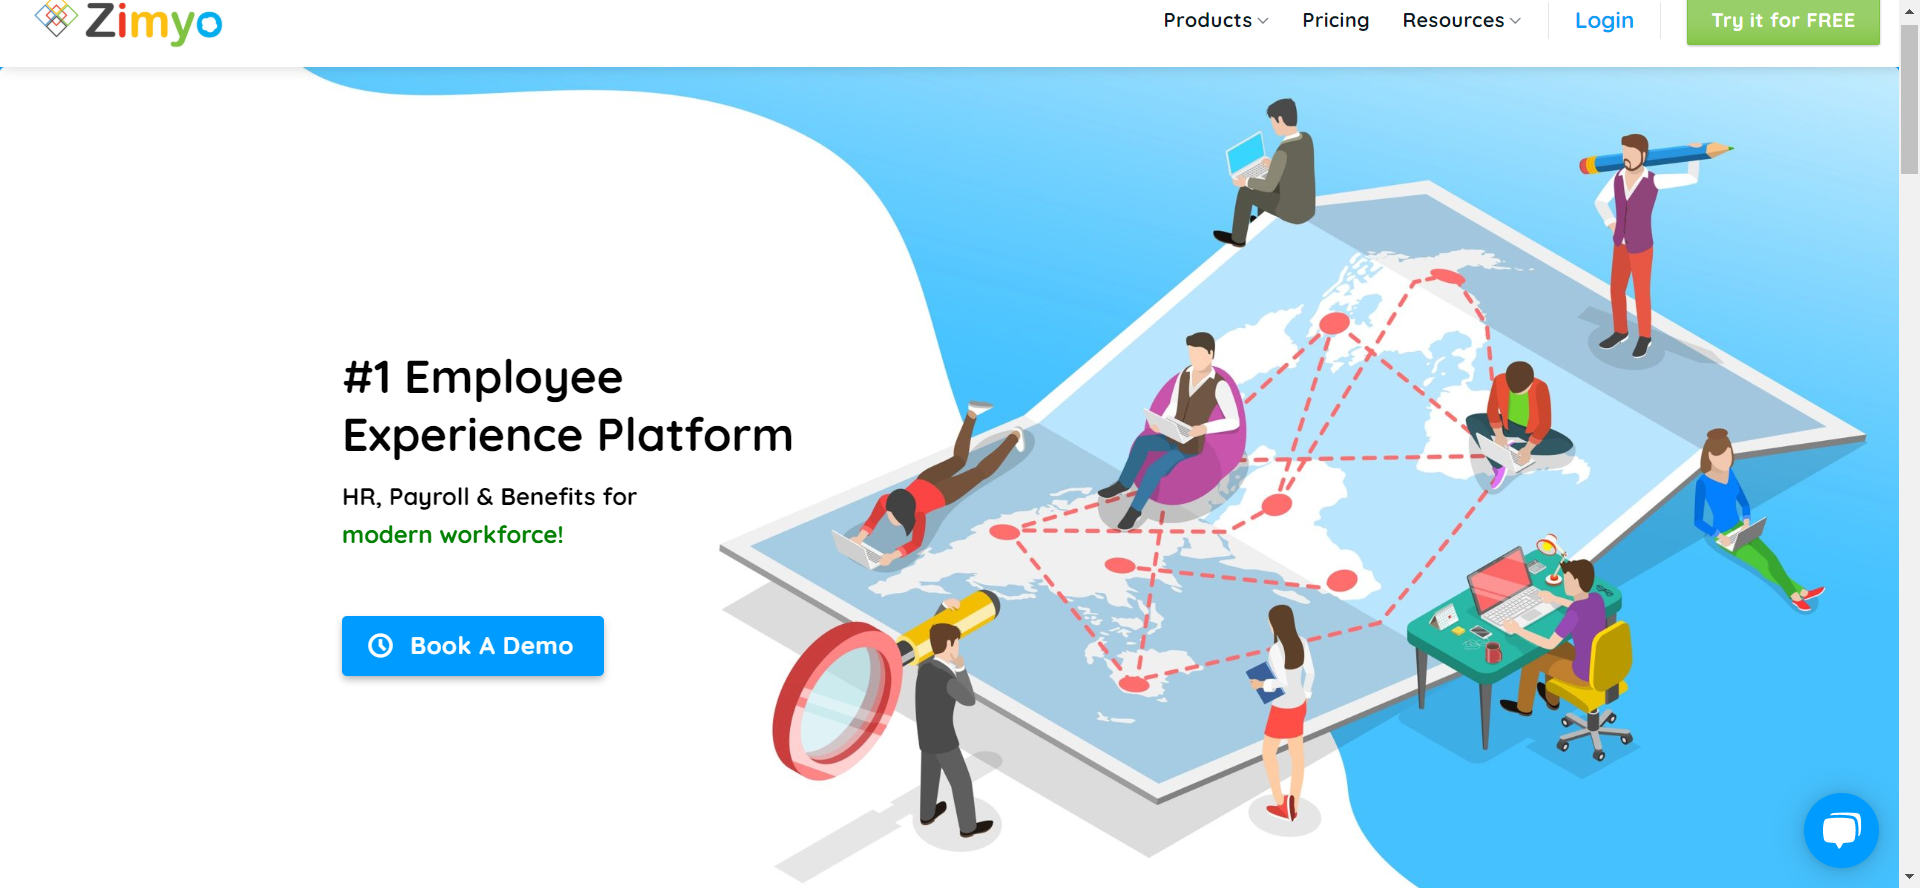 Zimyo
Products
Pricing
Resources
Login
Try it for FREE
#1 Employee
Experience Platform
HR, Payroll & Benefits for
modern workforce!
Book A Demo